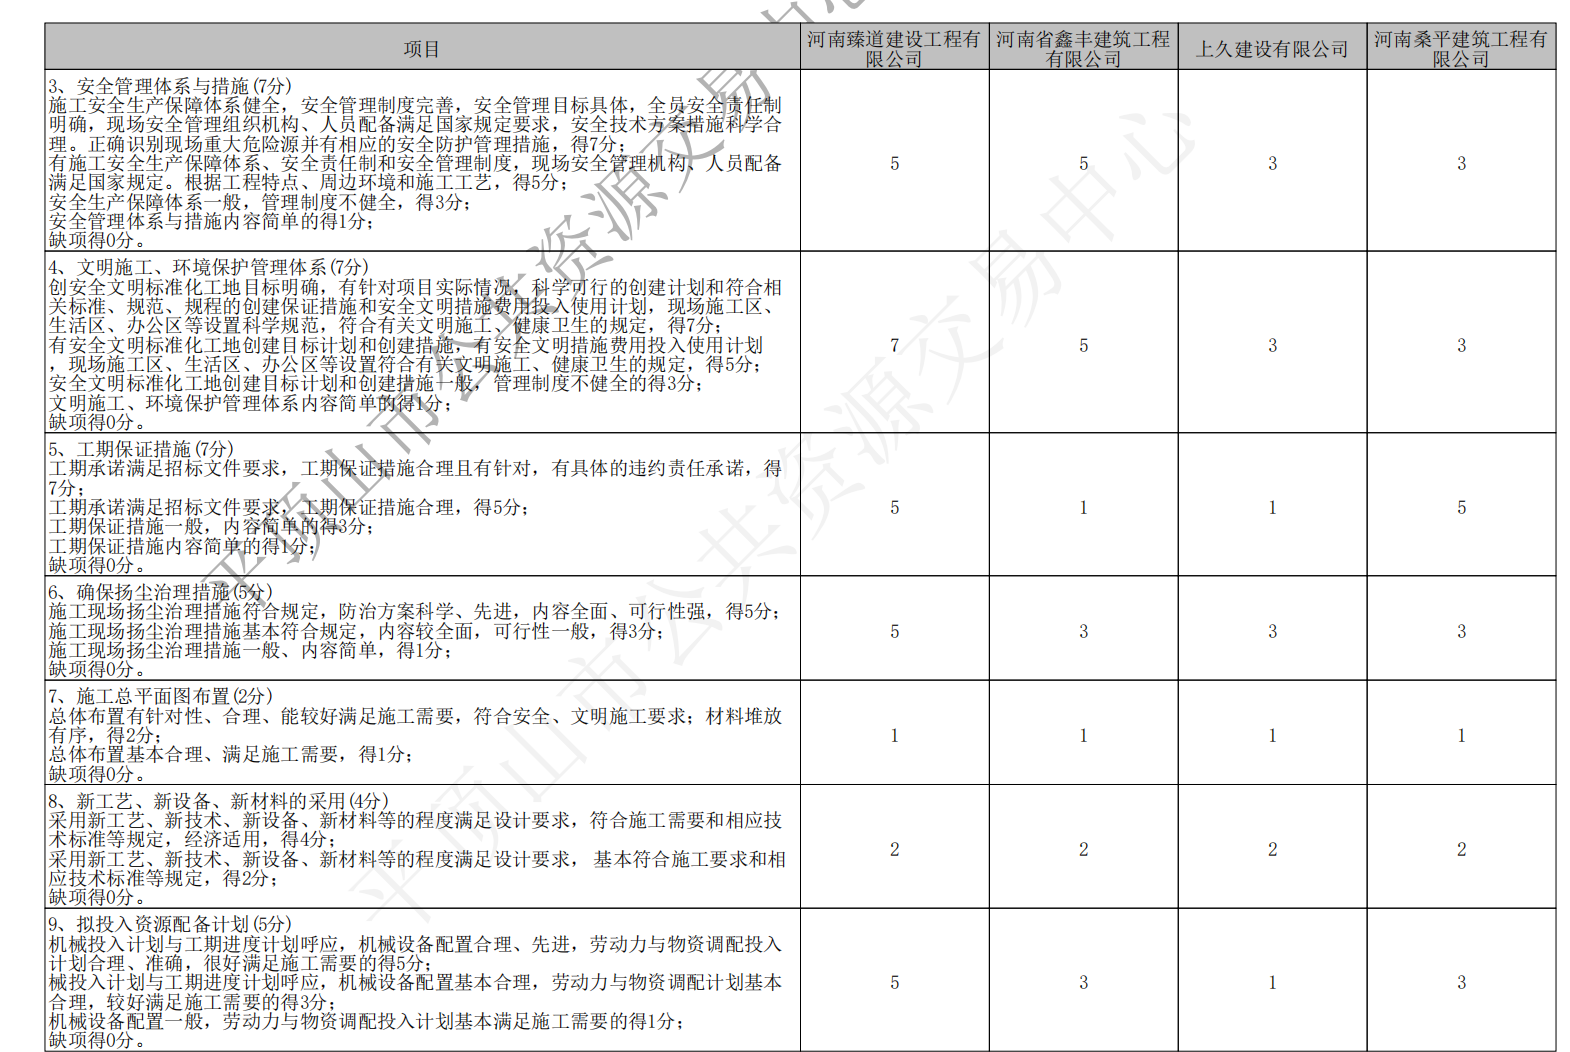 项目
河南臻道建设工程有
限公司
河南省鑫丰建筑工程
有限公司
上久建设有限公司
河南桑平建筑工程有
限公司
3、安全管理体系与措施(7分)
施工安全生产保障体系健全，安全管理制度完善，安全管理目标具体，全员安全责任制
明确，现场安全管理组织机构、人员配备满足国家规定要求，安全技术方案措施科学合
理。正确识别现场重大危险源并有相应的安全防护管理措施，得7分；
有施工安全生产保障体系、安全责任制和安全管理制度，现场安全管理机构、人员配备
满足国家规定。根据工程特点、周边环境和施工工艺，得5分；
安全生产保障体系一般，管理制度不健全，得3分；
安全管理体系与措施内容简单的得1分；
缺项得0分。
5
5
3
3
4、文明施工、环境保护管理体系(7分)
创安全文明标准化工地目标明确，有针对项目实际情况，科学可行的创建计划和符合相
关标准、规范、规程的创建保证措施和安全文明措施费用投入使用计划，现场施工区、
生活区、办公区等设置科学规范，符合有关文明施工、健康卫生的规定，得7分；
有安全文明标准化工地创建目标计划和创建措施，有安全文明措施费用投入使用计划
，现场施工区、生活区、办公区等设置符合有关文明施工、健康卫生的规定，得5分；
安全文明标准化工地创建目标计划和创建措施一般，管理制度不健全的得3分；
文明施工、环境保护管理体系内容简单的得1分；
缺项得0分。
7
5
3
3
5、工期保证措施(7分)
工期承诺满足招标文件要求，工期保证措施合理且有针对，有具体的违约责任承诺，得
7分；
工期承诺满足招标文件要求，工期保证措施合理，得5分；
工期保证措施一般，内容简单的得3分；
工期保证措施内容简单的得1分；
缺项得0分。
5
1
1
5
6、确保扬尘治理措施(5分)
施工现场扬尘治理措施符合规定，防治方案科学、先进，内容全面、可行性强，得5分；
施工现场扬尘治理措施基本符合规定，内容较全面，可行性一般，得3分；
施工现场扬尘治理措施一般、内容简单，得1分；
缺项得0分。
5
3
3
3
7、施工总平面图布置(2分)
总体布置有针对性、合理、能较好满足施工需要，符合安全、文明施工要求；材料堆放
有序，得2分；
总体布置基本合理、满足施工需要，得1分；
缺项得0分。
1
1
1
1
8、新工艺、新设备、新材料的采用(4分)
采用新工艺、新技术、新设备、新材料等的程度满足设计要求，符合施工需要和相应技
术标准等规定，经济适用，得4分；
采用新工艺、新技术、新设备、新材料等的程度满足设计要求， 基本符合施工要求和相
应技术标准等规定，得2分；
缺项得0分。
2
2
2
2
9、拟投入资源配备计划(5分)
机械投入计划与工期进度计划呼应，机械设备配置合理、先进，劳动力与物资调配投入
计划合理、准确，很好满足施工需要的得5分；
械投入计划与工期进度计划呼应，机械设备配置基本合理，劳动力与物资调配计划基本
合理，较好满足施工需要的得3分；
机械设备配置一般，劳动力与物资调配投入计划基本满足施工需要的得1分；
缺项得0分。
5
3
1
3
平顶山市公共资源交易中心
平顶山市公共资源交易中心